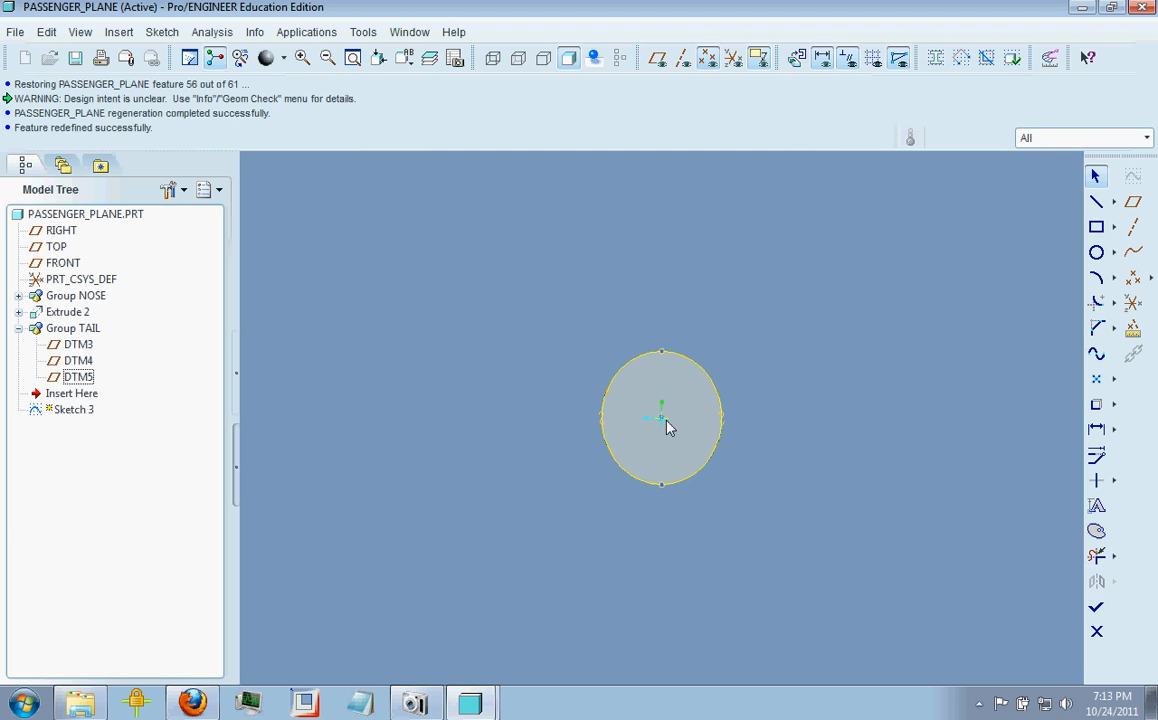 PASSENGER_PLANE (Active) - Pro/ENGINEER Education Edition
File Edit View Insert Sketch Analysis Info Applications Tools Window Help
Restoring PASSENGER_PLANE feature 56 out of 61 ...
WARNING: Design intent is unclear. Use "Info"/"Geom Check" menu for details.
PASSENGER_PLANE regeneration completed successfully.
Feature redefined successfully.
All
Model Tree
PASSENGER_PLANE.PRT
RIGHT
TOP
FRONT
PRT_CSYS_DEF
Group NOSE
Extrude 2
Group TAIL
DTM3
DTM4
DTM5
Insert Here
Sketch 3
7:13 PM
10/24/2011